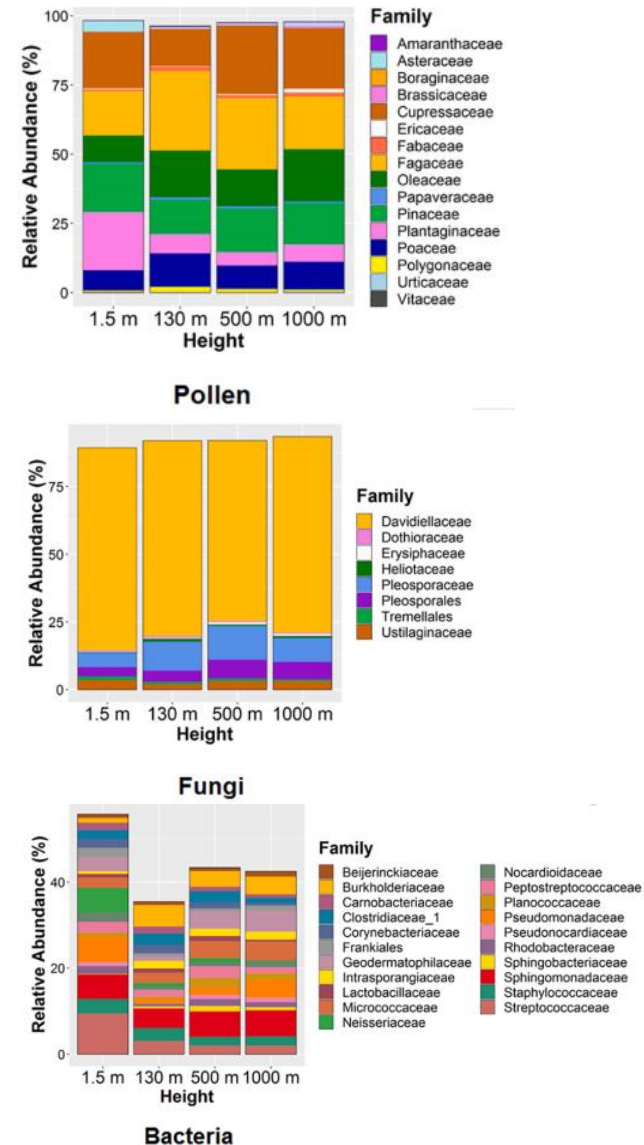 100
75
50
25
0
Relative Abundance (%)
1.5 m 130 m 500 m 1000 m
Height
Family
Amaranthaceae
Asteraceae
Boraginaceae
Brassicaceae
Cupressaceae
Ericaceae
Fabaceae
Fagaceae
Oleaceae
Papaveraceae
Pinaceae
Plantaginaceae
Poaceae
Polygonaceae
Urticaceae
Vitaceae
Pollen
75
50
25
0
Relative Abundance (%)
1.5 m 130 m 500 m 1000 m
Height
Family
Davidiellaceae
Dothioraceae
Erysiphaceae
Heliotaceae
Pleosporaceae
Pleosporales
Tremellales
Ustilaginaceae
Fungi
40
20
0
Relative Abundance (%)
1.5 m 130 m 500 m 1000 m
Height
Family
Beijerinckiaceae
Burkholderiaceae
Carnobacteriaceae
Clostridiaceae_1
Corynebacteriaceae
Frankiales
Geodermatophilaceae
Intrasporangiaceae
Lactobacillaceae
Micrococcaceae
Neisseriaceae
Nocardioidaceae
Peptostreptococcaceae
Planococcaceae
Pseudomonadaceae
Pseudonocardiaceae
Rhodobacteraceae
Sphingobacteriaceae
Sphingomonadaceae
Staphylococcaceae
Streptococcaceae
Bacteria